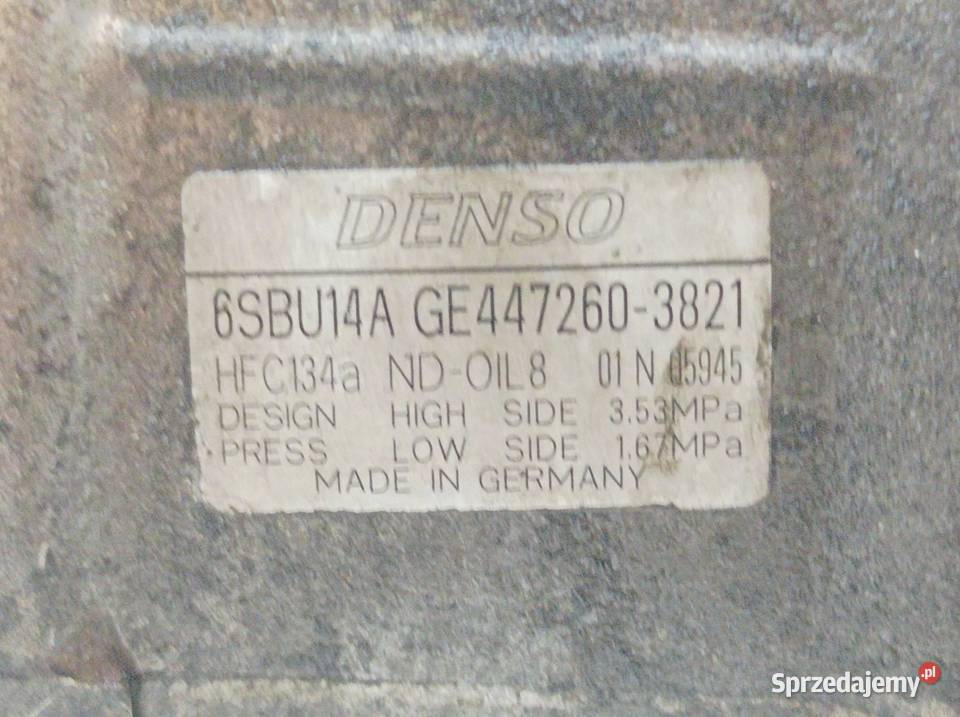 DENSO
6SBU14A GE447260-3821
HFC134a ND-OIL8 01 N 05945
DESIGN HIGH SIDE 3.53MPa
PRESS LOW SIDE 1.67MPa
MADE IN GERMANY
Sprzedajemy.pl